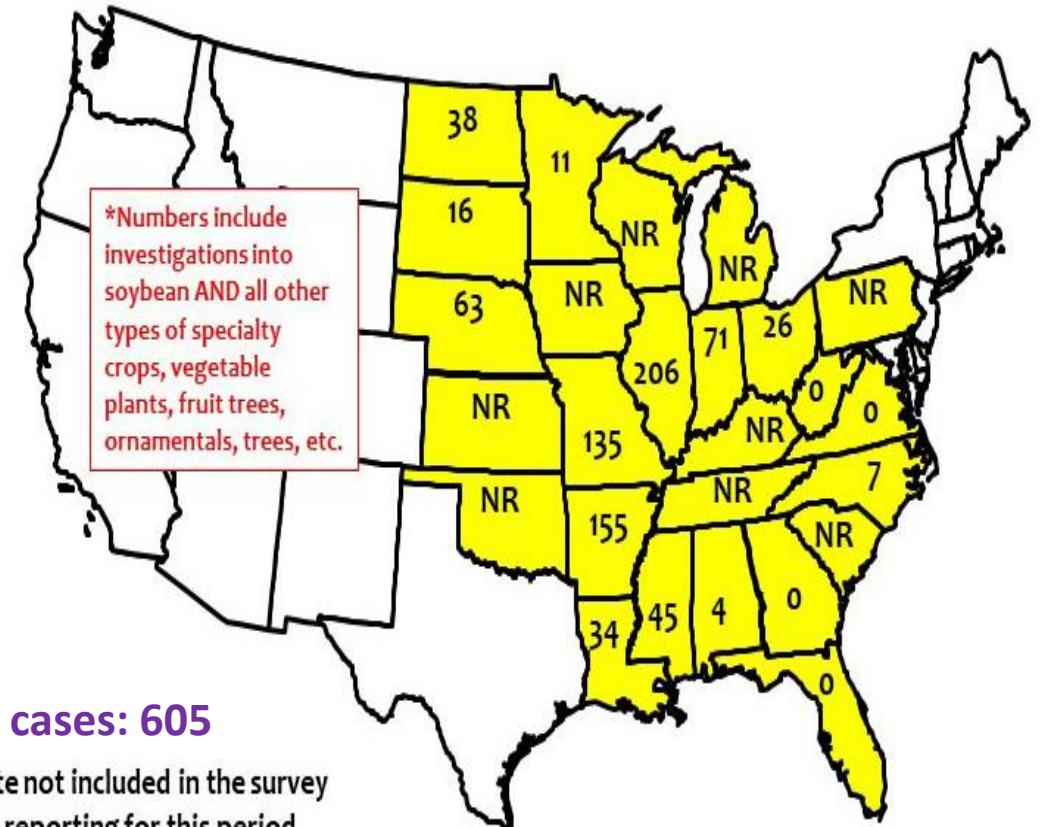 38
11
16
*Numbers include
investigations into
soybean AND all other
types of specialty
crops, vegetable
plants, fruit trees,
ornamentals, trees, etc.
NR
NR
63
NR
NR
206
71
26
0
0
NR
135
NR
NR
7
NR
155
NR
34
45
4
0
0
cases: 605
not included in the survey
reporting for this period